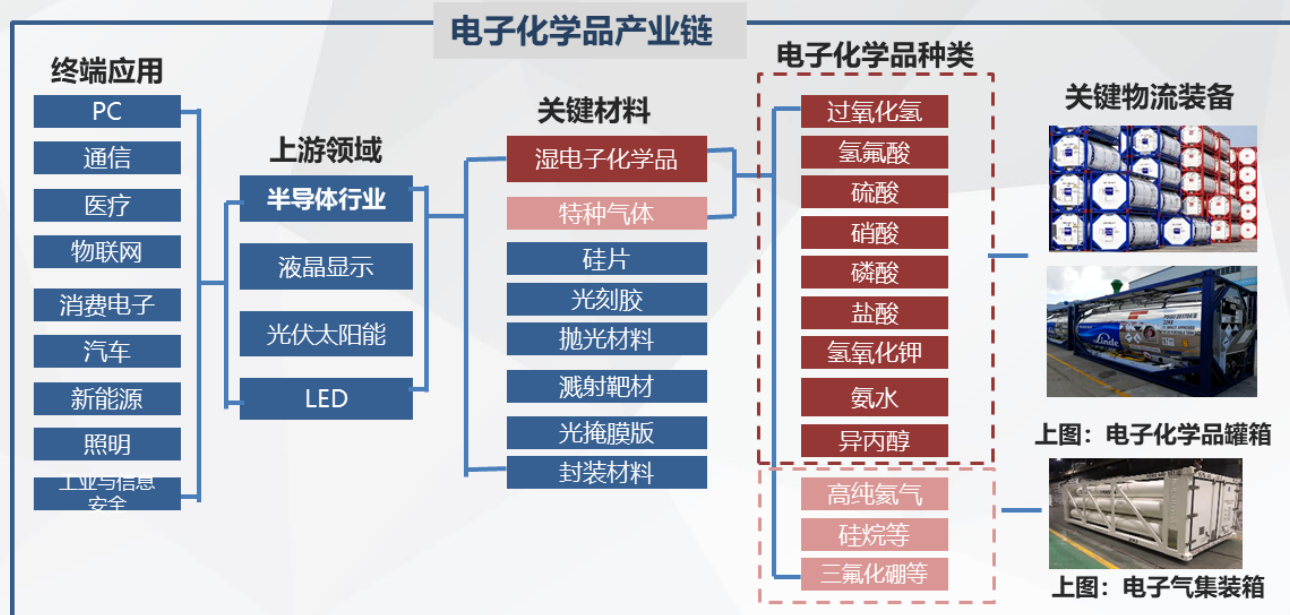 电子化学品产业链
终端应用
PC
通信
医疗
物联网
消费电子
汽车
新能源
照明
工业与信息
安全
上游领域
半导体行业
液晶显示
光伏太阳能
LED
关键材料
湿电子化学品
特种气体
硅片
光刻胶
抛光材料
溅射靶材
光掩膜版
封装材料
电子化学品种类
过氧化氢
氢氟酸
硫酸
硝酸
磷酸
盐酸
氢氧化钾
氨水
异丙醇
高纯氦气
硅烷等
三氟化硼等
关键物流装备
Linde
上图：电子化学品罐箱
上图：电子气集装箱